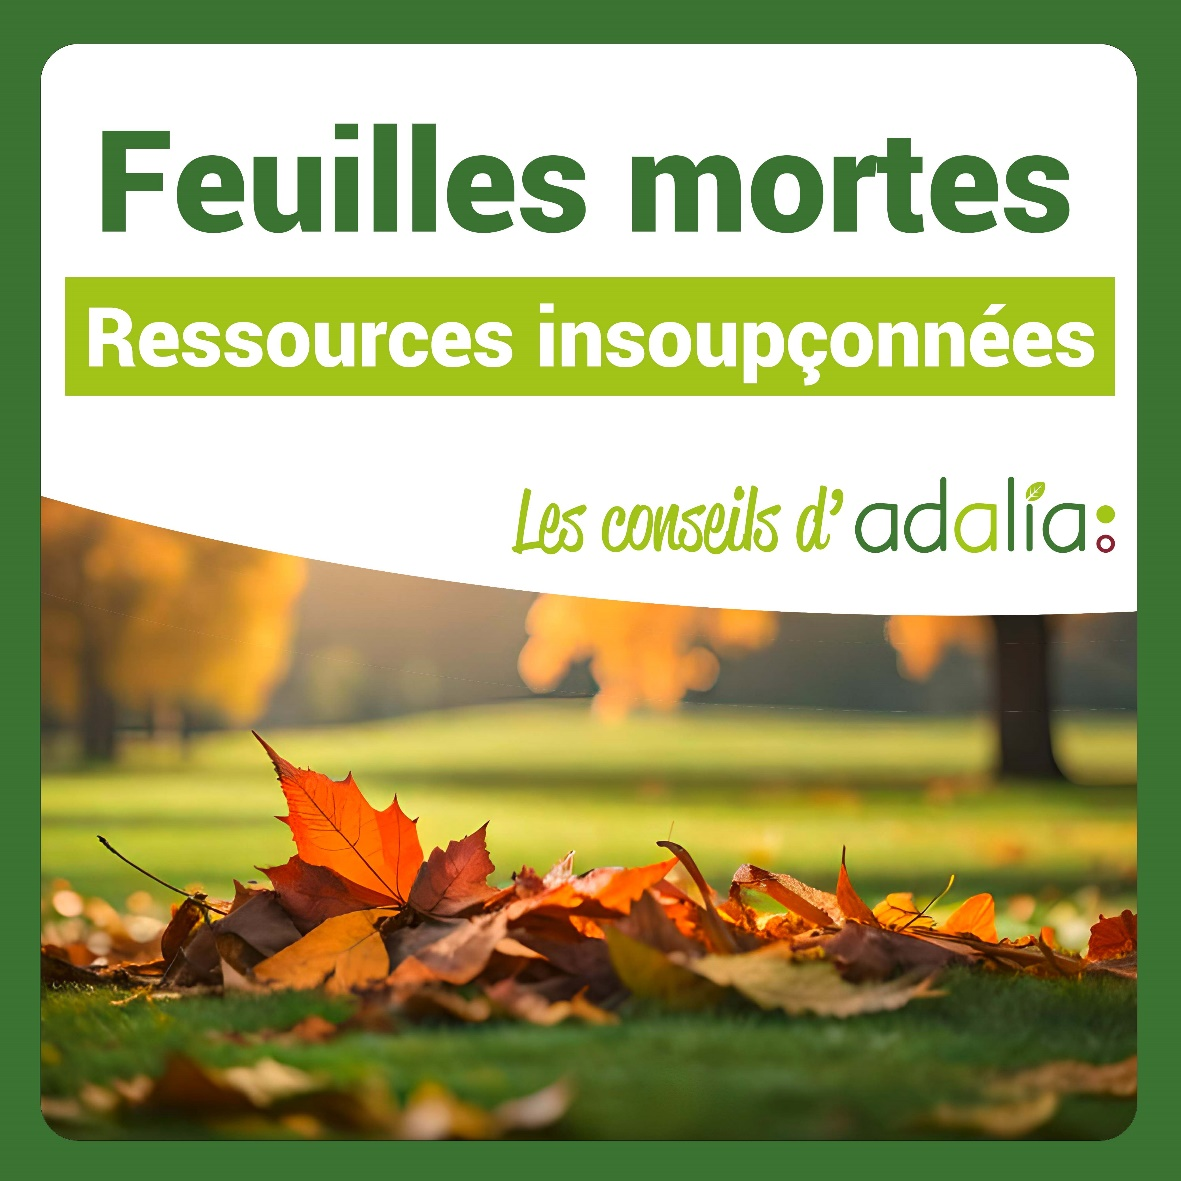 Feuilles mortes
Ressources insoupçonnées
Les conseils d'adalia